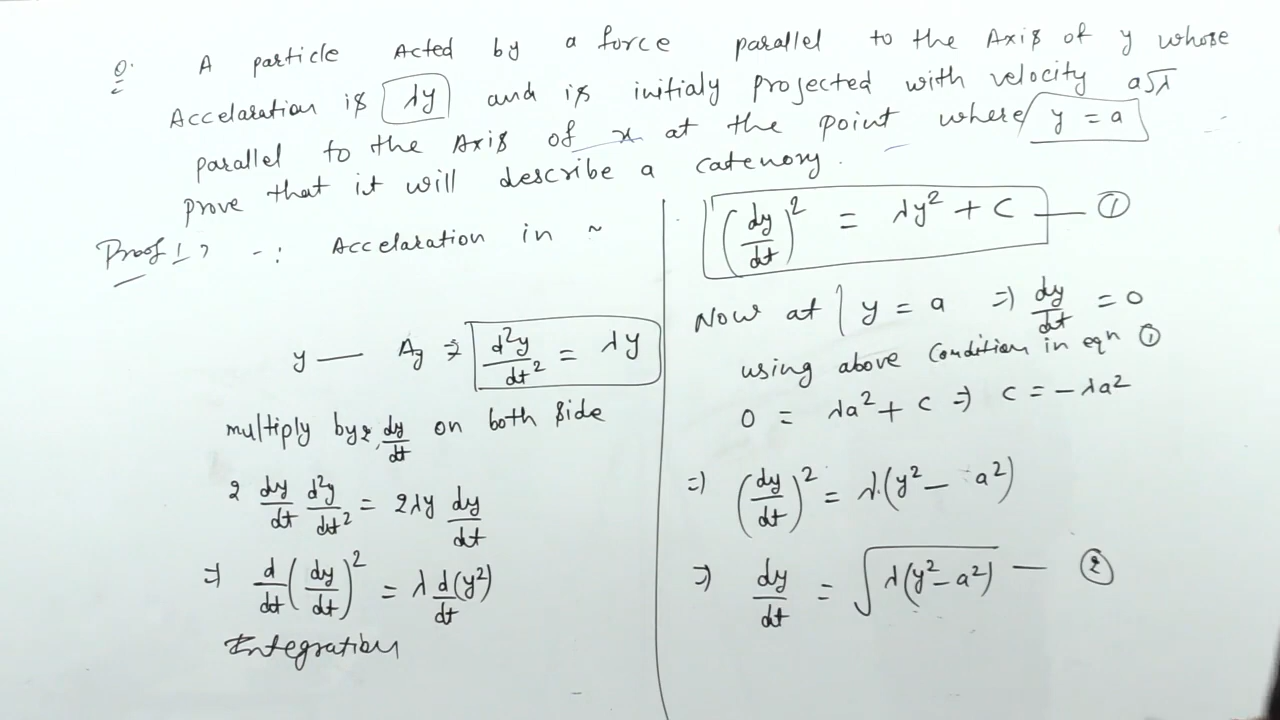 Q. A particle Acted by a force parallel to the Axis of y whose
Accelaration is λy and is initialy projected with velocity a√λ
parallel to the Axis of x at the point where y = a
prove that it will describe a catenory.
Proof :> -: Accelaration in ~
y — Ay ⇒ d²y/dt² = λy
multiply by 2, dy/dt on both side
2 dy/dt d²y/dt² = 2λy dy/dt
⇒ d/dt (dy/dt)² = λ d/dt (y²)
Integration
(dy/dt)² = λy² + C — ①
Now at y = a ⇒ dy/dt = 0
using above Condition in eqn ①
0 = λa² + C ⇒ C = -λa²
⇒ (dy/dt)² = λ.(y² - a²)
⇒ dy/dt = √λ(y² - a²) — ②